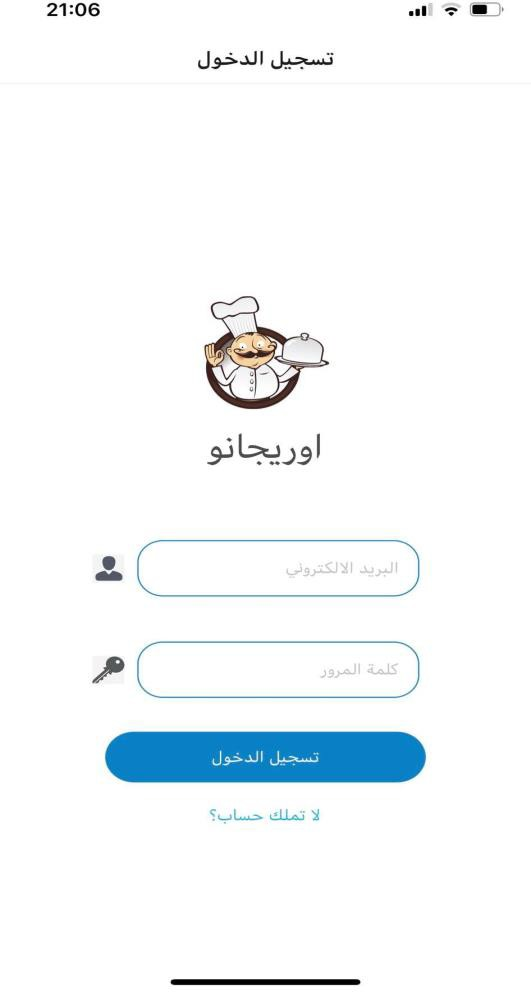 21:06
تسجيل الدخول
اوريجانو
البريد الالكتروني
كلمة المرور
تسجيل الدخول
لا تملك حساب؟